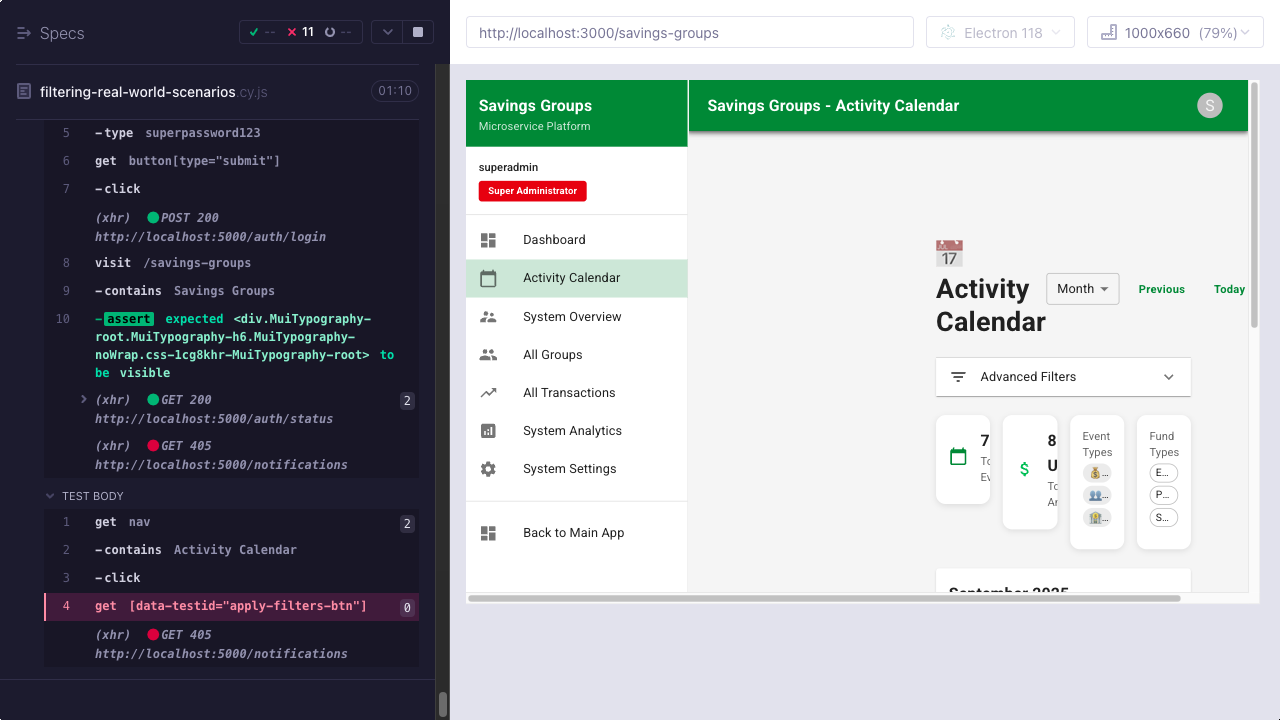 Specs
-- 11 --
filtering-real-world-scenarios.cy.js 01:10
5 -type superpassword123
6 get button[type="submit"]
7 -click
(xhr) POST 200
http://localhost:5000/auth/login
8 visit /savings-groups
9 -contains Savings Groups
10 -assert expected <div.MuiTypography-
root.MuiTypography-h6.MuiTypography-
noWrap.css-1cg8khr-MuiTypography-root> to
be visible
(xhr) GET 200 2
http://localhost:5000/auth/status
(xhr) GET 405
http://localhost:5000/notifications
TEST BODY
1 get nav 2
2 -contains Activity Calendar
3 -click
4 get [data-testid="apply-filters-btn"] 0
(xhr) GET 405
http://localhost:5000/notifications
http://localhost:3000/savings-groups
Electron 118
1000x660 (79%)
Savings Groups
Microservice Platform
superadmin
Super Administrator
Dashboard
Activity Calendar
System Overview
All Groups
All Transactions
System Analytics
System Settings
Back to Main App
Savings Groups - Activity Calendar
S
17
Activity
Calendar
Month
Previous
Today
Advanced Filters
7
To
Ev
8
U
To
Ar
Event
Types
...
...
...
Fund
Types
E...
P...
S...
September 2025